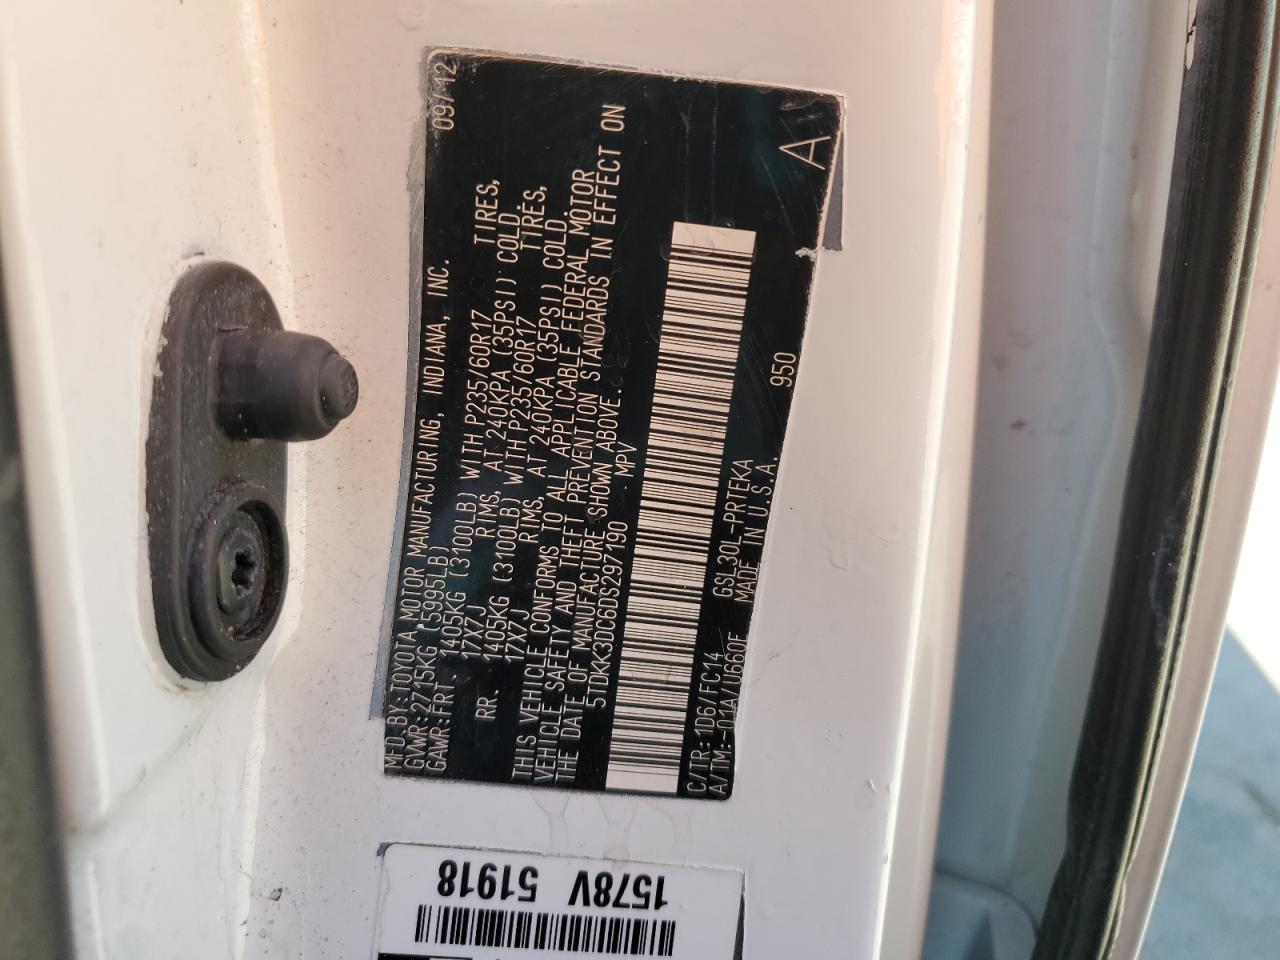 MFD.BY:TOYOTA MOTOR MANUFACTURING, INDIANA, INC. 09/12
GVWR:2715KG (5995LB)
GAWR:FRT. 1405KG (3100LB) WITH P235/60R17 TIRES,
17X7J RIMS, AT 240KPA (35PSI) COLD
RR. 1405KG (3100LB) WITH P235/60R17 TIRES,
17X7J RIMS, AT 240KPA (35PSI) COLD.
THIS VEHICLE CONFORMS TO ALL APPLICABLE FEDERAL MOTOR
VEHICLE SAFETY AND THEFT PREVENTION STANDARDS IN EFFECT ON
THE DATE OF MANUFACTURE SHOWN ABOVE.
5TDKK3DC6DS297190 MPV
A
C/TR:1D6/FC14 GSL30L-PRTEKA 950
A/TM:-01A/U660E MADE IN U.S.A.
1578V 51918